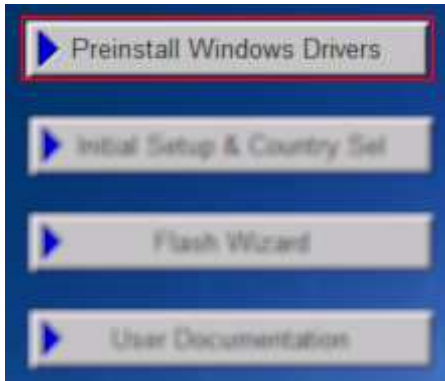 Preinstall Windows Drivers
Initial Setup & Country Sel
Flash Wizard
User Documentation